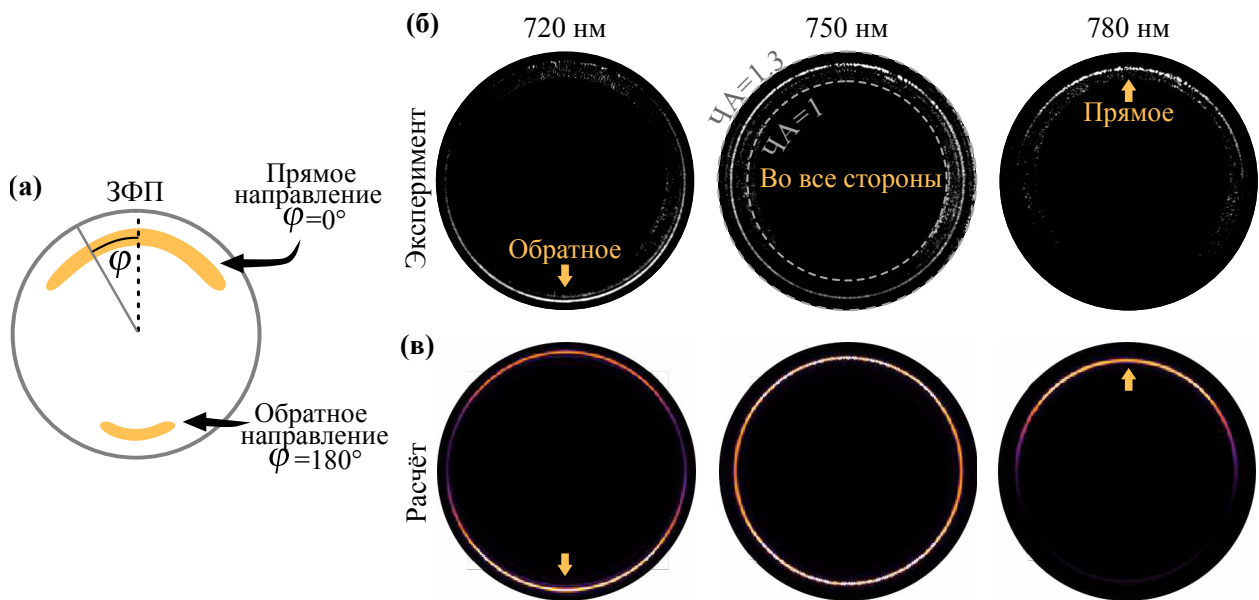 (а)
ЗФП
Прямое
направление
φ=0°
φ
Обратное
направление
φ=180°
(б)
720 нм
750 нм
780 нм
Эксперимент
Обратное
ЧА=1.3
ЧА=1
Во все стороны
Прямое
(в)
Расчёт